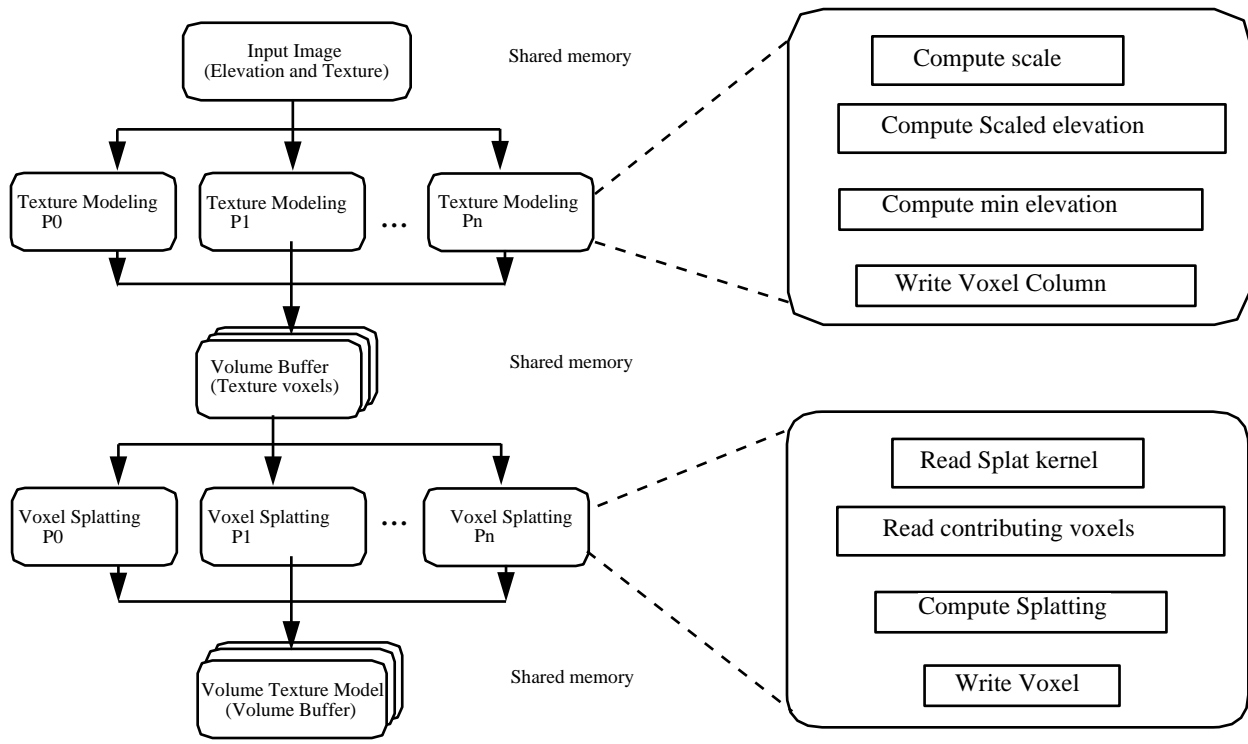 Input Image
(Elevation and Texture)
Shared memory
Texture Modeling
P0
Texture Modeling
P1
...
Texture Modeling
Pn
Compute scale
Compute Scaled elevation
Compute min elevation
Write Voxel Column
Volume Buffer
(Texture voxels)
Shared memory
Voxel Splatting
P0
Voxel Splatting
P1
...
Voxel Splatting
Pn
Read Splat kernel
Read contributing voxels
Compute Splatting
Write Voxel
Volume Texture Model
(Volume Buffer)
Shared memory